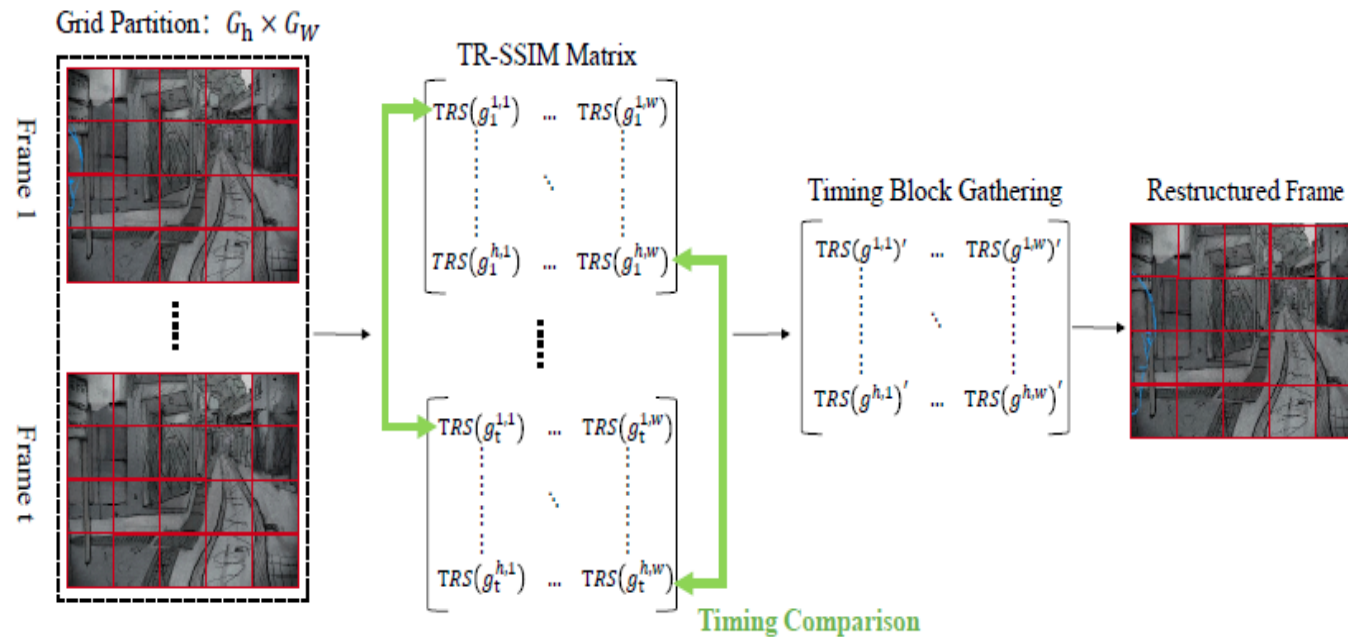 Grid Partition: G_h × G_W
Frame 1
Frame t
TR-SSIM Matrix
TRS(g_1^{1,1}) ... TRS(g_1^{1,w})
TRS(g_1^{h,1}) ... TRS(g_1^{h,w})
TRS(g_t^{1,1}) ... TRS(g_t^{1,w})
TRS(g_t^{h,1}) ... TRS(g_t^{h,w})
Timing Comparison
Timing Block Gathering
TRS(g^{1,1})′ ... TRS(g^{1,w})′
TRS(g^{h,1})′ ... TRS(g^{h,w})′
Restructured Frame